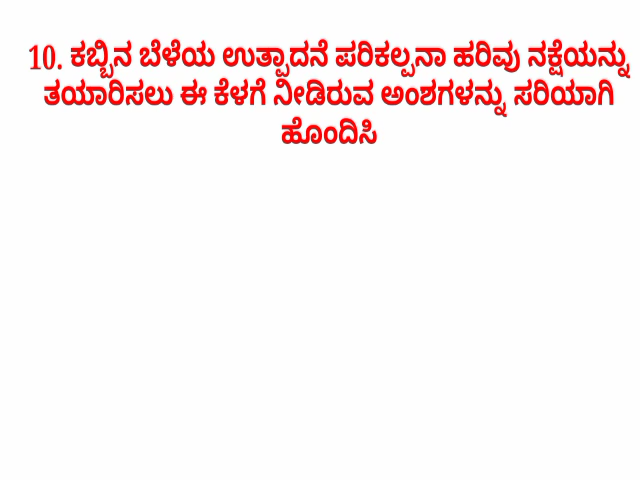 10. ಕಬ್ಬಿನ ಬೆಳೆಯ ಉತ್ಪಾದನೆ ಪರಿಕಲ್ಪನಾ ಹರಿವು ನಕ್ಷೆಯನ್ನು
ತಯಾರಿಸಲು ಈ ಕೆಳಗೆ ನೀಡಿರುವ ಅಂಶಗಳನ್ನು ಸರಿಯಾಗಿ
ಹೊಂದಿಸಿ